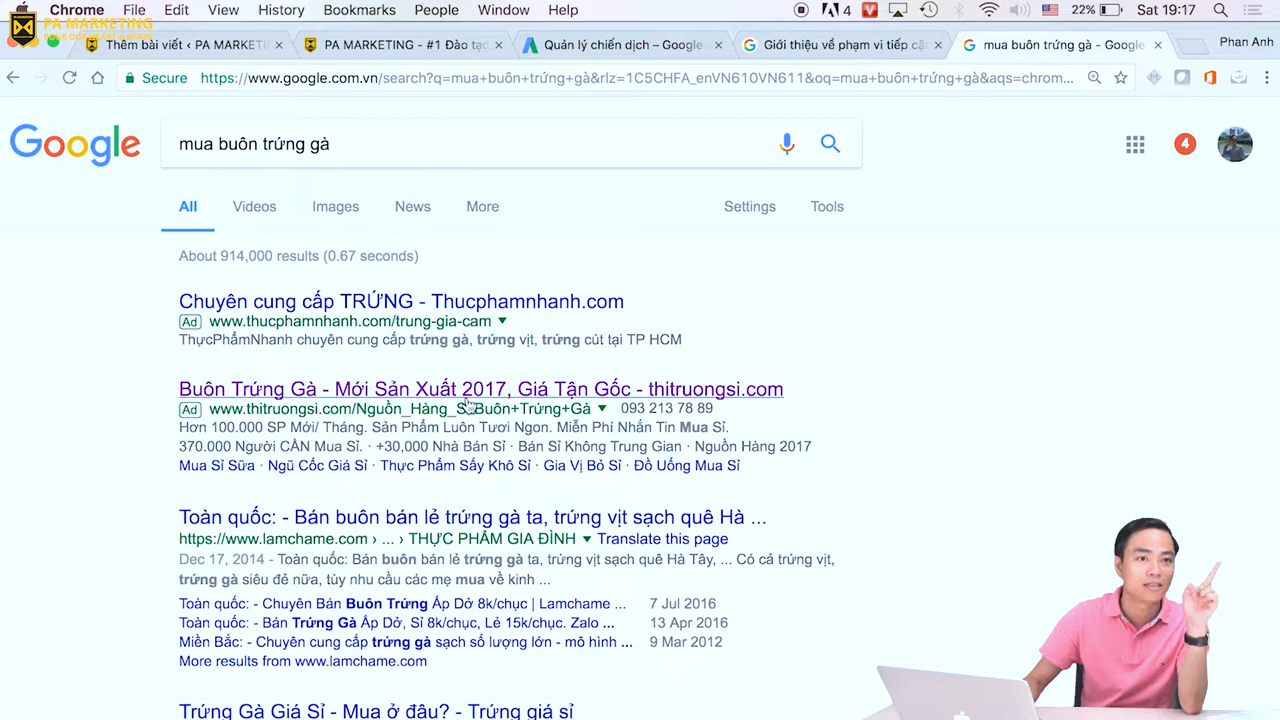 Chrome File Edit View History Bookmarks People Window Help 4 22% Sat 19:17
PA MARKETING
Thêm bài viết ‹ PA MARKETI × PA MARKETING - #1 Đào tạ × Quản lý chiến dịch – Google × Giới thiệu về phạm vi tiếp cậ × mua buôn trứng gà - Google × Phan Anh
Secure https://www.google.com.vn/search?q=mua+buôn+trứng+gà&rlz=1C5CHFA_enVN610VN611&oq=mua+buôn+trứng+gà&aqs=chrom...
Google mua buôn trứng gà 4
All Videos Images News More Settings Tools
About 914,000 results (0.67 seconds)
Chuyên cung cấp TRỨNG - Thucphamnhanh.com
Ad www.thucphamnhanh.com/trung-gia-cam
ThựcPhẩmNhanh chuyên cung cấp trứng gà, trứng vịt, trứng cút tại TP HCM
Buôn Trứng Gà - Mới Sản Xuất 2017, Giá Tận Gốc - thitruongsi.com
Ad www.thitruongsi.com/Nguồn_Hàng_S Buôn+Trứng+Gà 093 213 78 89
Hơn 100.000 SP Mới/ Tháng. Sản Phẩm Luôn Tươi Ngon. Miễn Phí Nhắn Tin Mua Sỉ.
370.000 Người CẦN Mua Sỉ. · +30,000 Nhà Bán Sỉ · Bán Sỉ Không Trung Gian · Nguồn Hàng 2017
Mua Sỉ Sữa · Ngũ Cốc Giá Sỉ · Thực Phẩm Sấy Khô Sỉ · Gia Vị Bỏ Sỉ · Đồ Uống Mua Sỉ
Toàn quốc: - Bán buôn bán lẻ trứng gà ta, trứng vịt sạch quê Hà ...
https://www.lamchame.com › ... › THỰC PHẨM GIA ĐÌNH Translate this page
Dec 17, 2014 - Toàn quốc: Bán buôn bán lẻ trứng gà ta, trứng vịt sạch quê Hà Tây, ... Có cả trứng vịt,
trứng gà siêu đẻ nữa, tùy nhu cầu các mẹ mua về kinh ...
Toàn quốc: - Chuyên Bán Buôn Trứng Ấp Dở 8k/chục | Lamchame ... 7 Jul 2016
Toàn quốc: - Bán Trứng Gà Ấp Dở, Sỉ 8k/chục, Lẻ 15k/chục. Zalo ... 13 Apr 2016
Miền Bắc: - Chuyên cung cấp trứng gà sạch số lượng lớn - mô hình ... 9 Mar 2012
More results from www.lamchame.com
Trứng Gà Giá Sỉ - Mua ở đâu? - Trứng giá sỉ